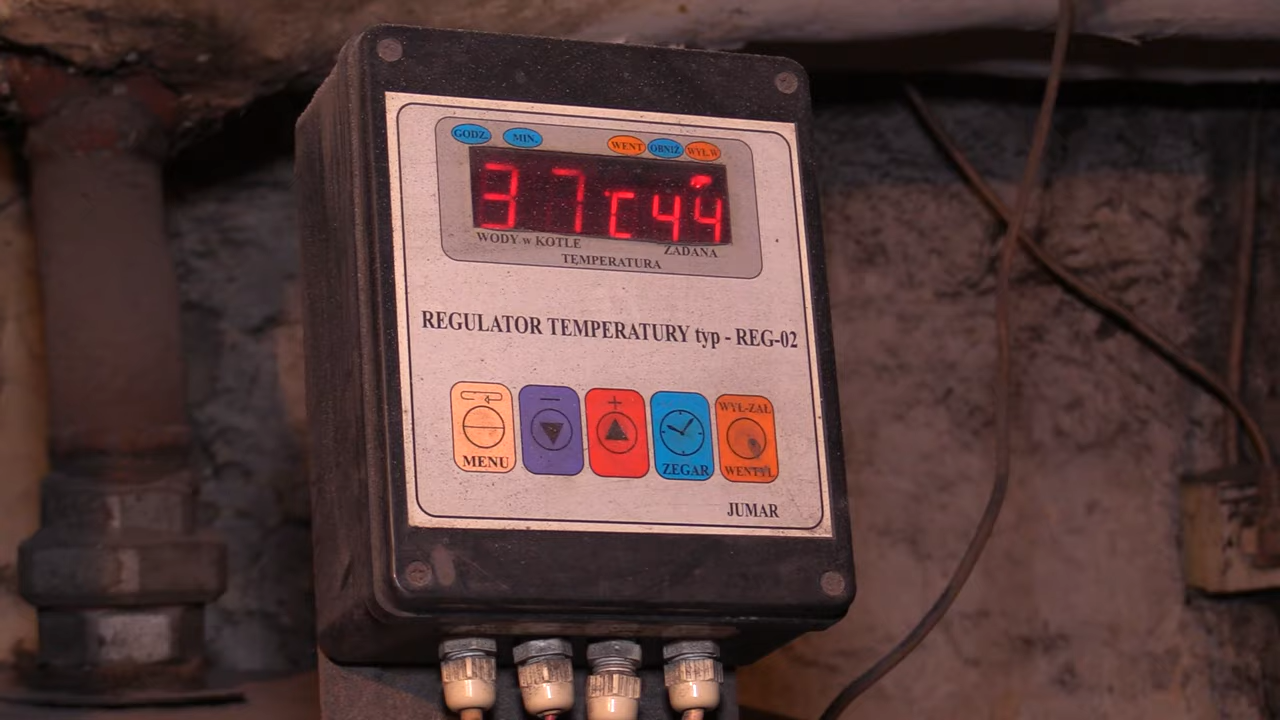 GODZ. MIN. WENT OBNIŻ WYŁ.W
37c44
WODY w KOTLE ZADANA
TEMPERATURA
REGULATOR TEMPERATURY typ - REG-02
- + WYŁ-ZAŁ
MENU ZEGAR WENTYL
JUMAR